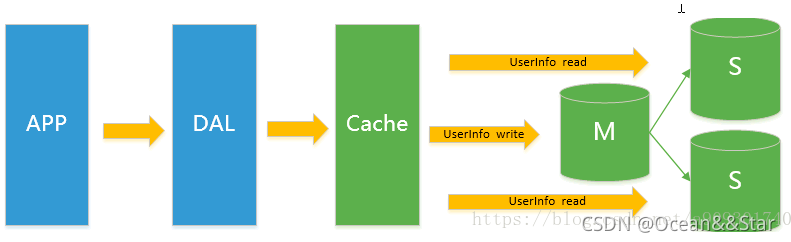 APP
DAL
Cache
UserInfo read
UserInfo write
UserInfo read
M
S
S
CSDN @Ocean&&Star